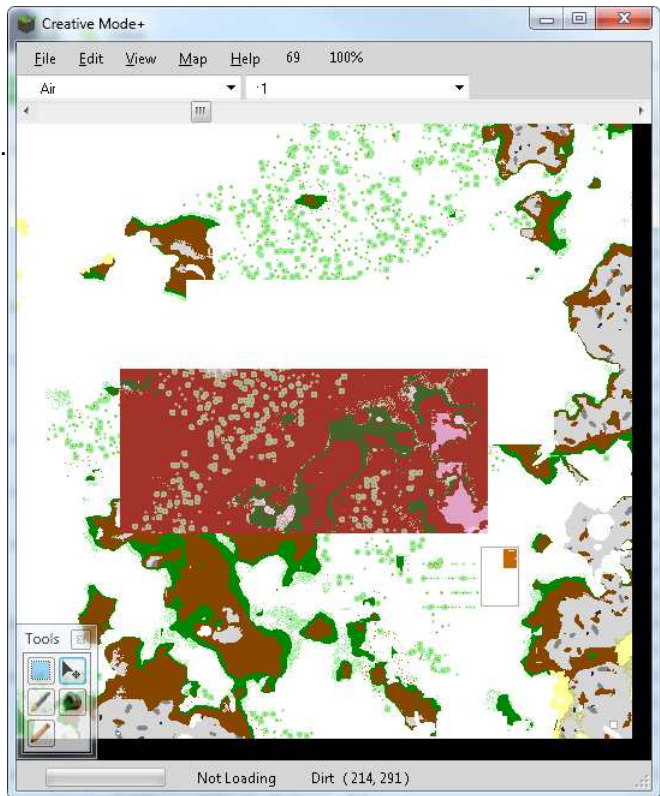 Creative Mode+
File Edit View Map Help 69 100%
Air 1
Tools
Not Loading Dirt (214, 291)